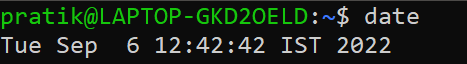 pratik@LAPTOP-GKD2OELD:~$ date
Tue Sep  6 12:42:42 IST 2022